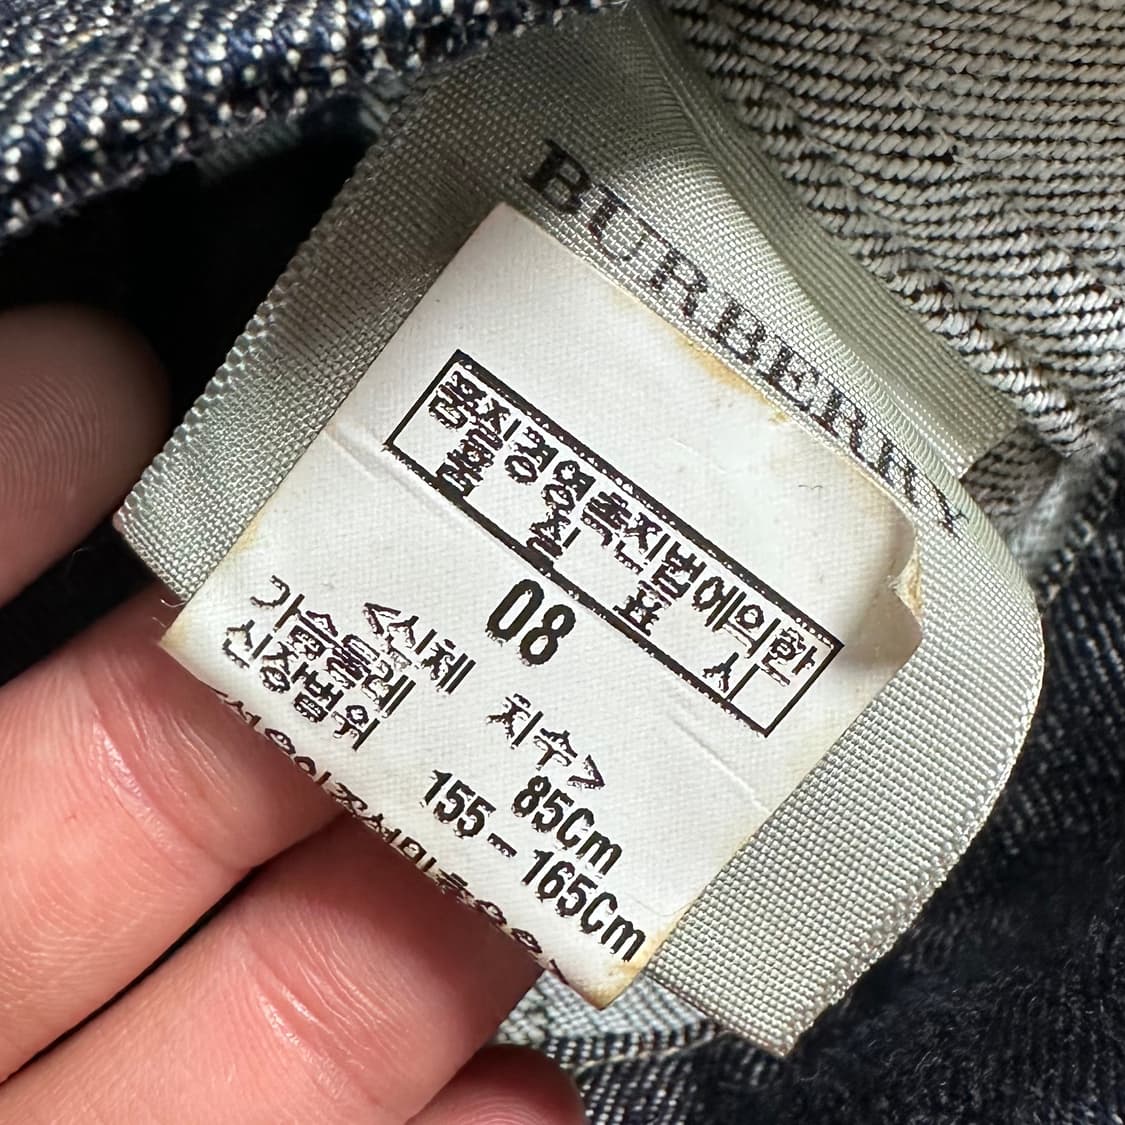 BURBERRY
품질경영촉진법에의한
품 질 표 시
08
<신체 치수>
가슴둘레 85Cm
신장범위 155-165Cm